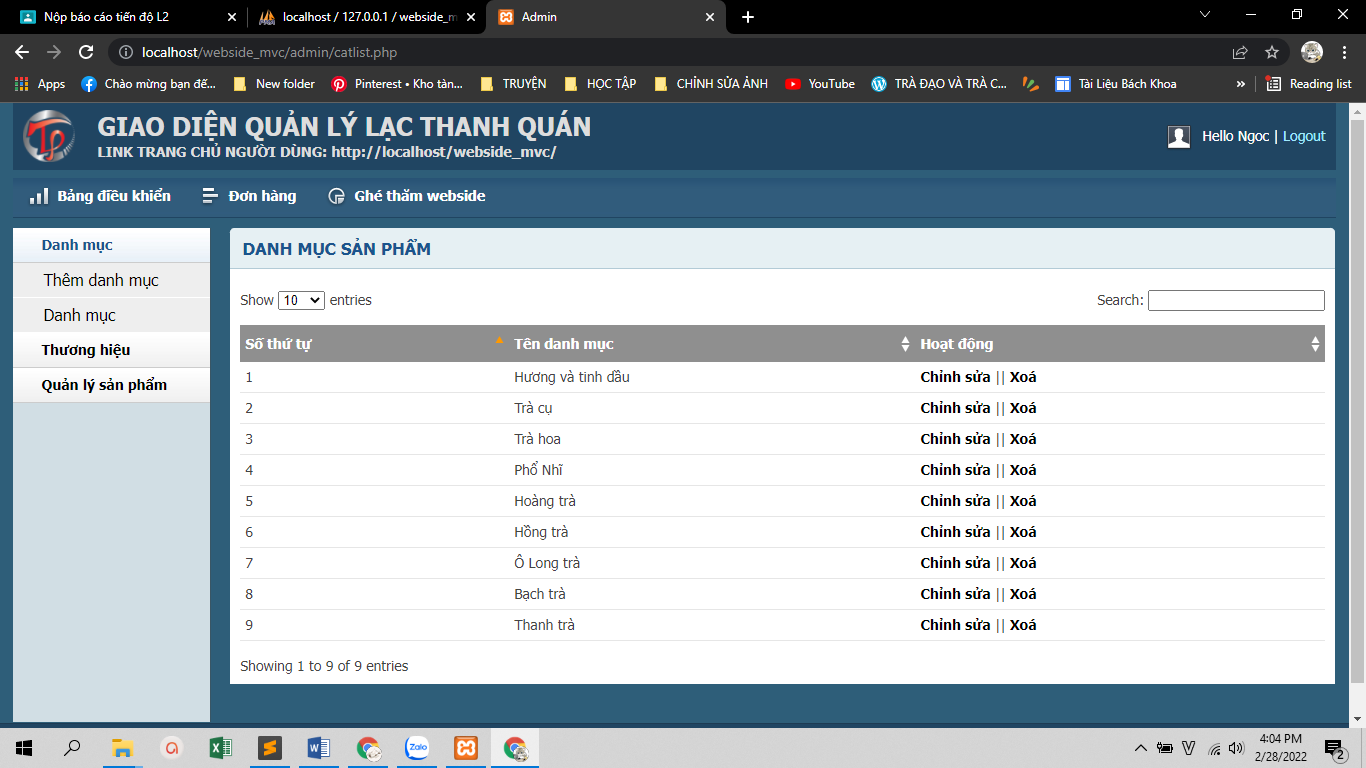 Nộp báo cáo tiến độ L2
localhost / 127.0.0.1 / webside_m
Admin
localhost/webside_mvc/admin/catlist.php
Apps
Chào mừng bạn đế...
New folder
Pinterest • Kho tàn...
TRUYỆN
HỌC TẬP
CHỈNH SỬA ẢNH
YouTube
TRÀ ĐẠO VÀ TRÀ C...
Tài Liệu Bách Khoa
»
Reading list
GIAO DIỆN QUẢN LÝ LẠC THANH QUÁN
LINK TRANG CHỦ NGƯỜI DÙNG: http://localhost/webside_mvc/
Hello Ngoc | Logout
Bảng điều khiển
Đơn hàng
Ghé thăm webside
Danh mục
Thêm danh mục
Danh mục
Thương hiệu
Quản lý sản phẩm
DANH MỤC SẢN PHẨM
Show 10 entries
Search:
Số thứ tự Tên danh mục Hoạt động
1 Hương và tinh dầu Chỉnh sửa || Xoá
2 Trà cụ Chỉnh sửa || Xoá
3 Trà hoa Chỉnh sửa || Xoá
4 Phổ Nhĩ Chỉnh sửa || Xoá
5 Hoàng trà Chỉnh sửa || Xoá
6 Hồng trà Chỉnh sửa || Xoá
7 Ô Long trà Chỉnh sửa || Xoá
8 Bạch trà Chỉnh sửa || Xoá
9 Thanh trà Chỉnh sửa || Xoá
Showing 1 to 9 of 9 entries
Zalo
4:04 PM
2/28/2022
2